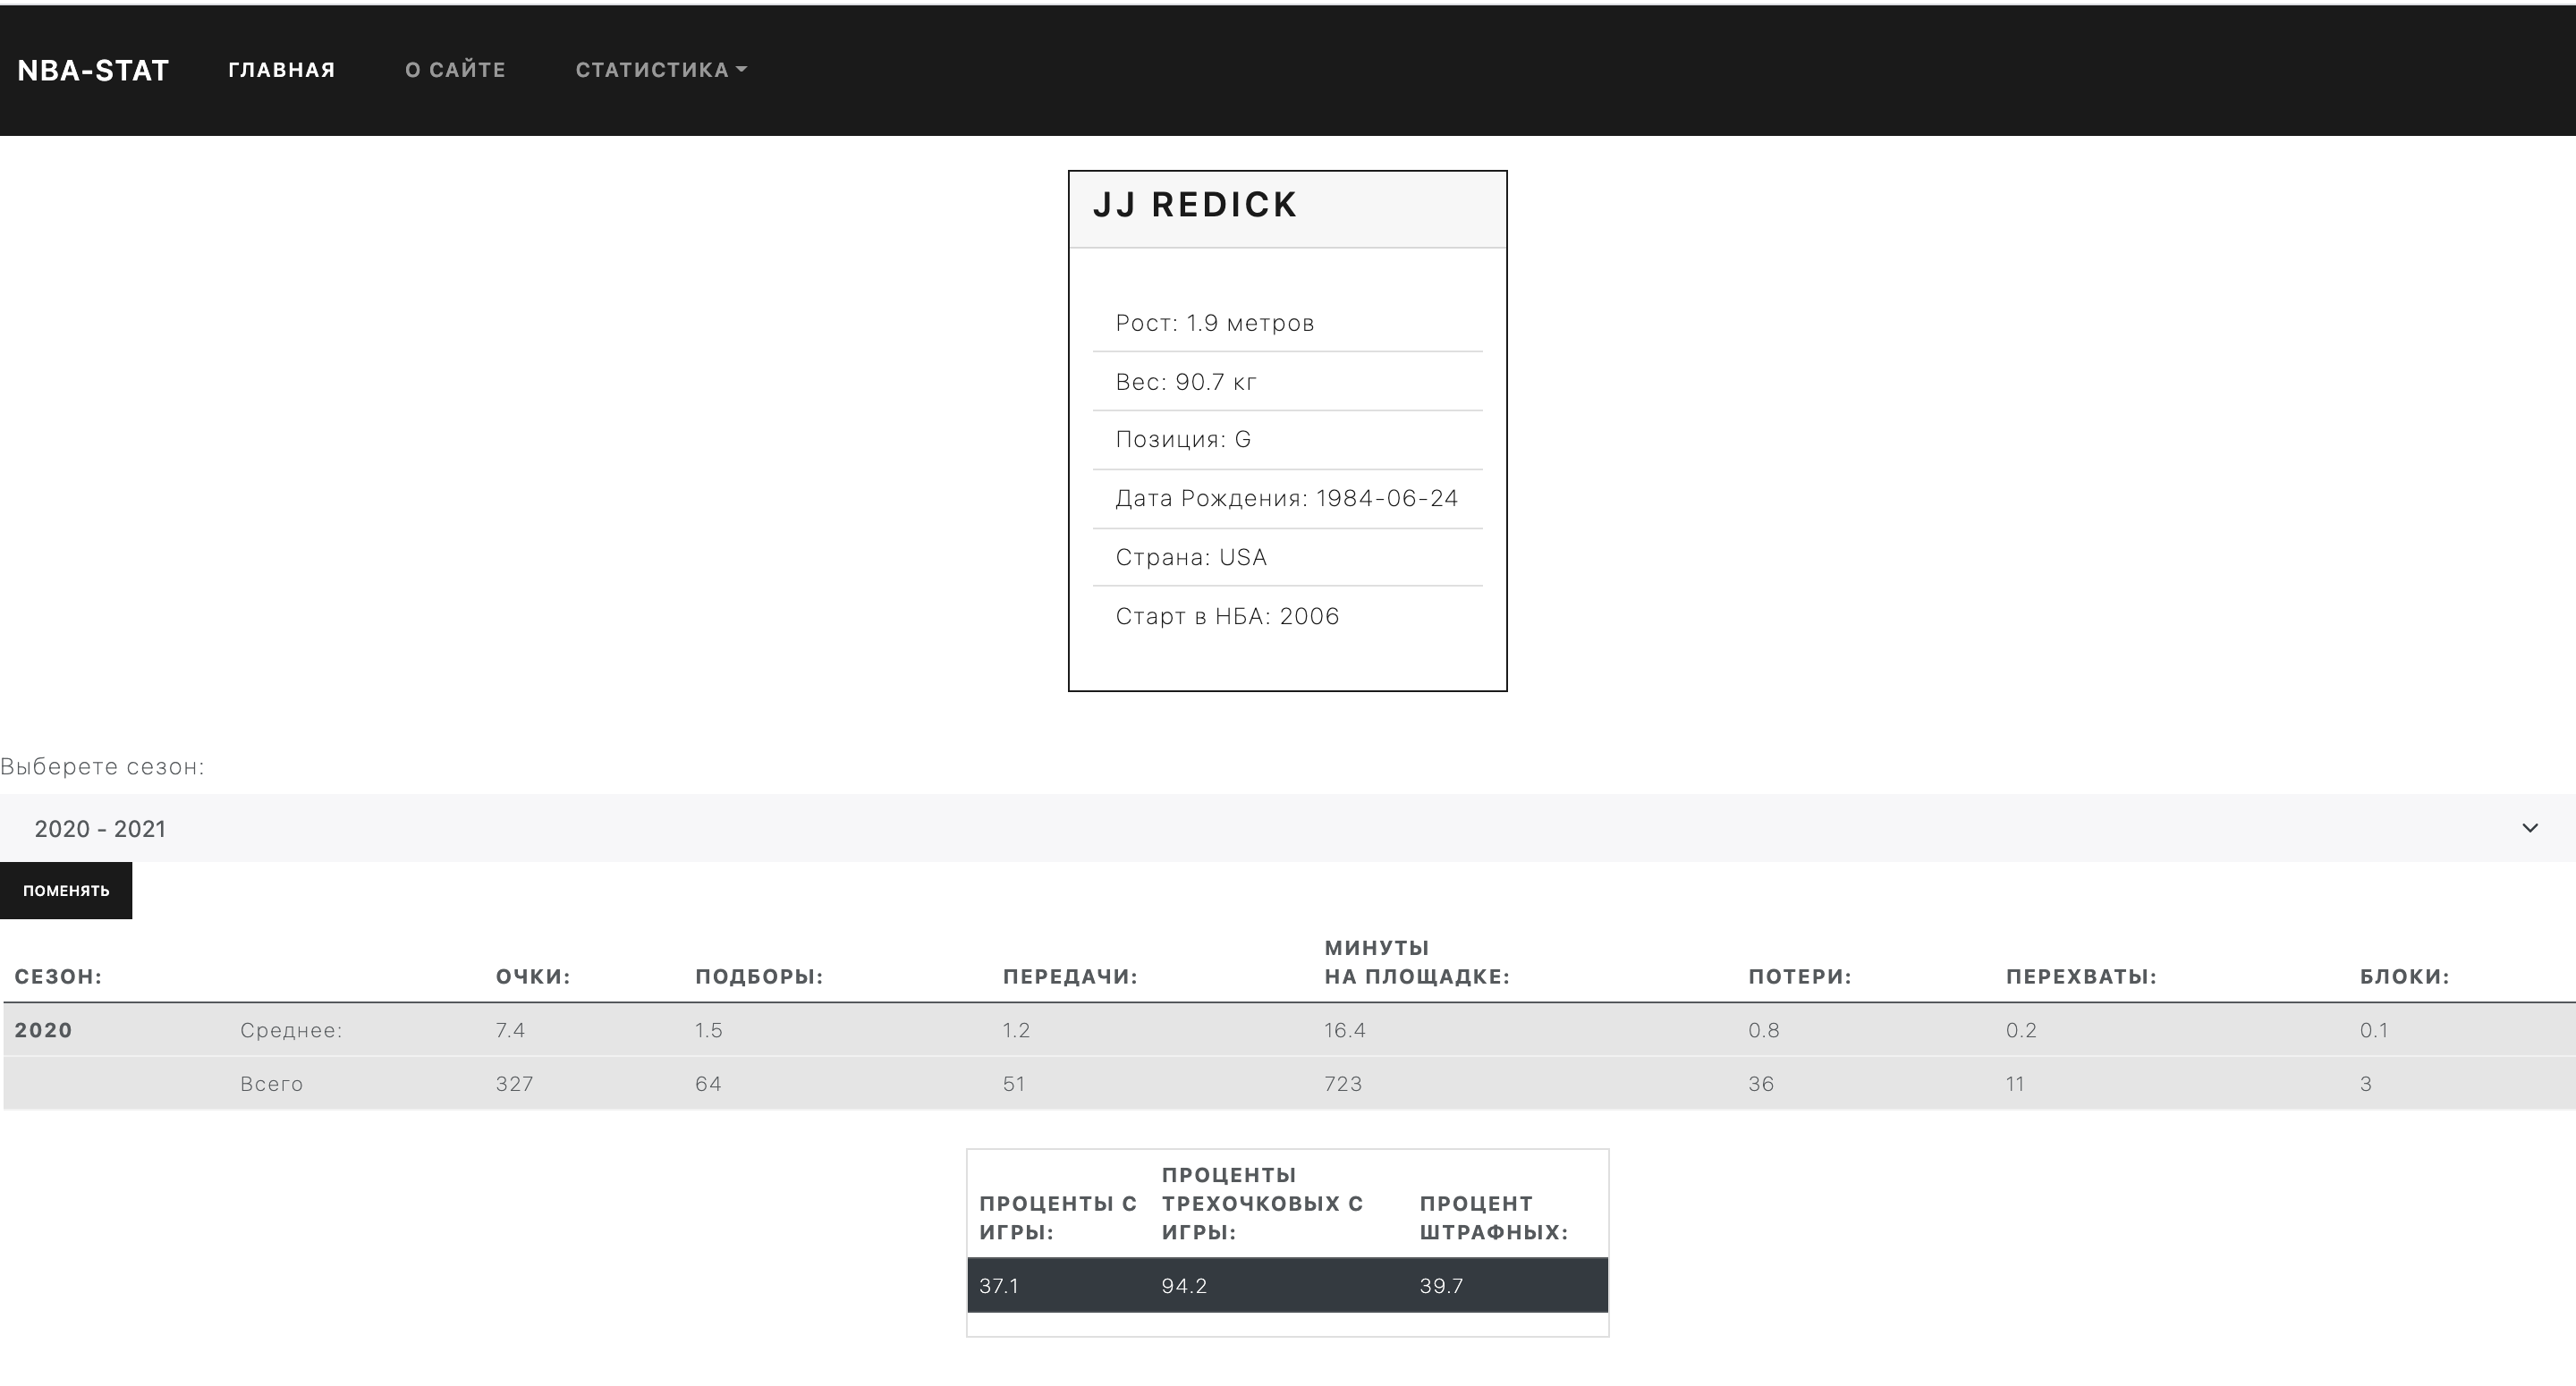 NBA-STAT ГЛАВНАЯ О САЙТЕ СТАТИСТИКА
JJ REDICK
Рост: 1.9 метров
Вес: 90.7 кг
Позиция: G
Дата Рождения: 1984-06-24
Страна: USA
Старт в НБА: 2006
Выберете сезон:
2020 - 2021
ПОМЕНЯТЬ
СЕЗОН: ОЧКИ: ПОДБОРЫ: ПЕРЕДАЧИ: МИНУТЫ НА ПЛОЩАДКЕ: ПОТЕРИ: ПЕРЕХВАТЫ: БЛОКИ:
2020 Среднее: 7.4 1.5 1.2 16.4 0.8 0.2 0.1
Всего 327 64 51 723 36 11 3
ПРОЦЕНТЫ С ИГРЫ: ПРОЦЕНТЫ ТРЕХОЧКОВЫХ С ИГРЫ: ПРОЦЕНТ ШТРАФНЫХ:
37.1 94.2 39.7